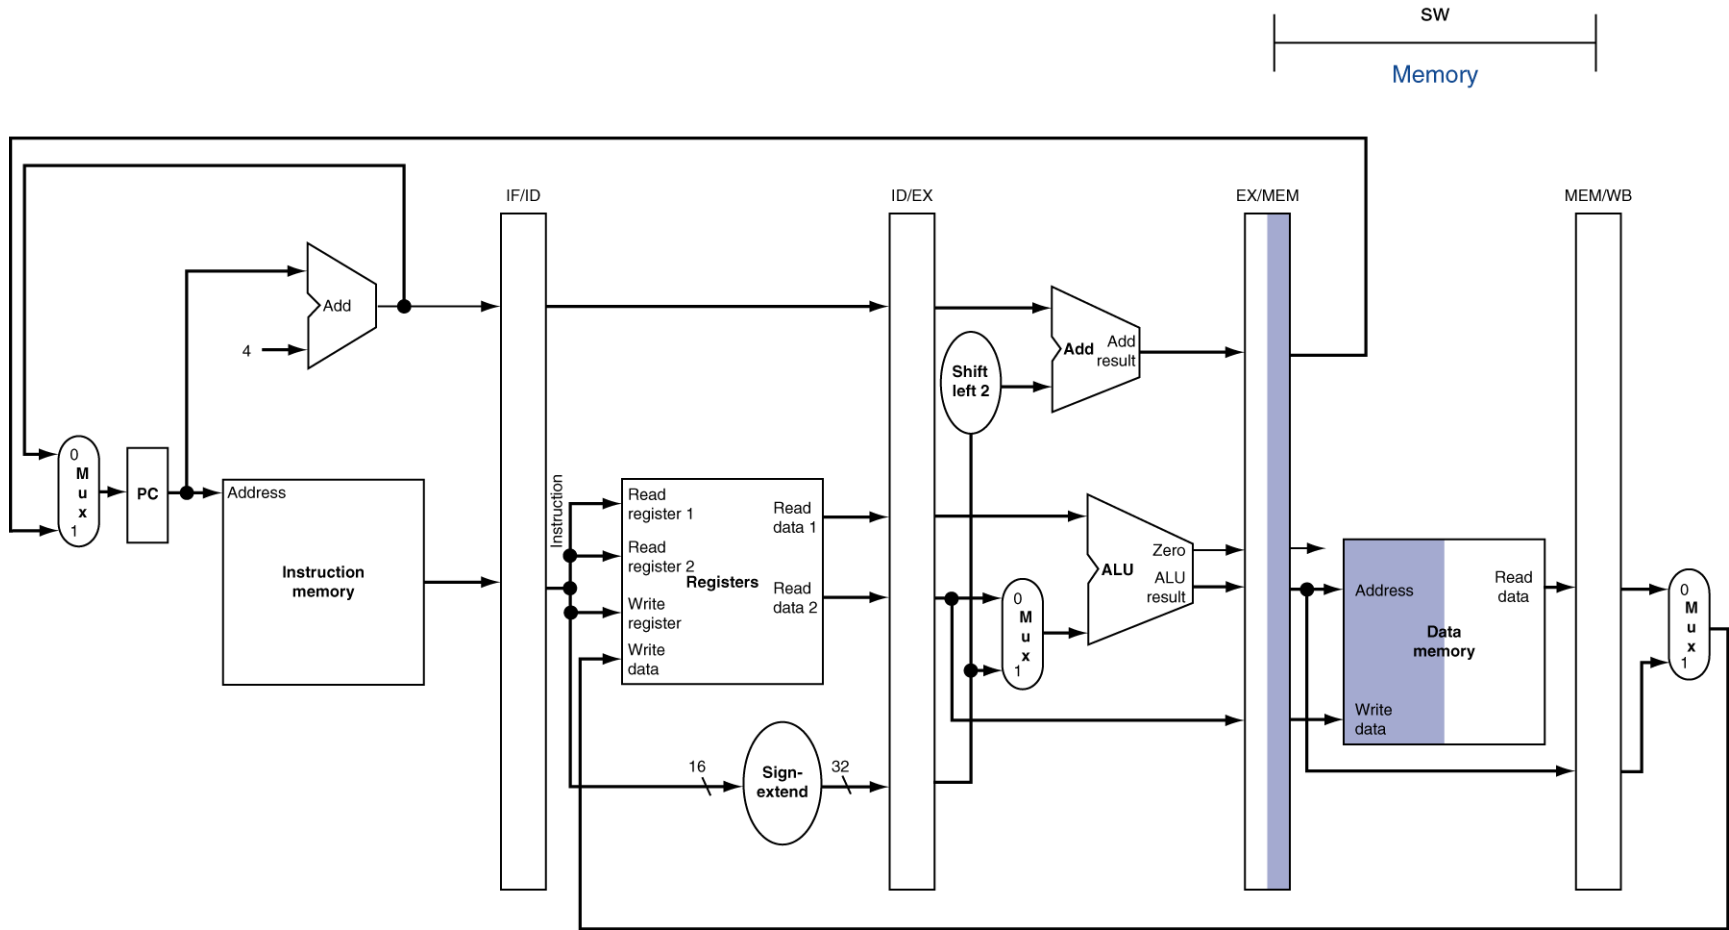 SW
Memory
IF/ID
ID/EX
EX/MEM
MEM/WB
Add
4
Add
Add
result
Shift
left 2
0
M
u
x
1
PC
Address
Instruction
memory
Instruction
Read
register 1
Read
register 2
Write
register
Write
data
Registers
Read
data 1
Read
data 2
16
Sign-
extend
32
0
M
u
x
1
Zero
ALU
ALU
result
Address
Read
data
Data
memory
Write
data
0
M
u
x
1